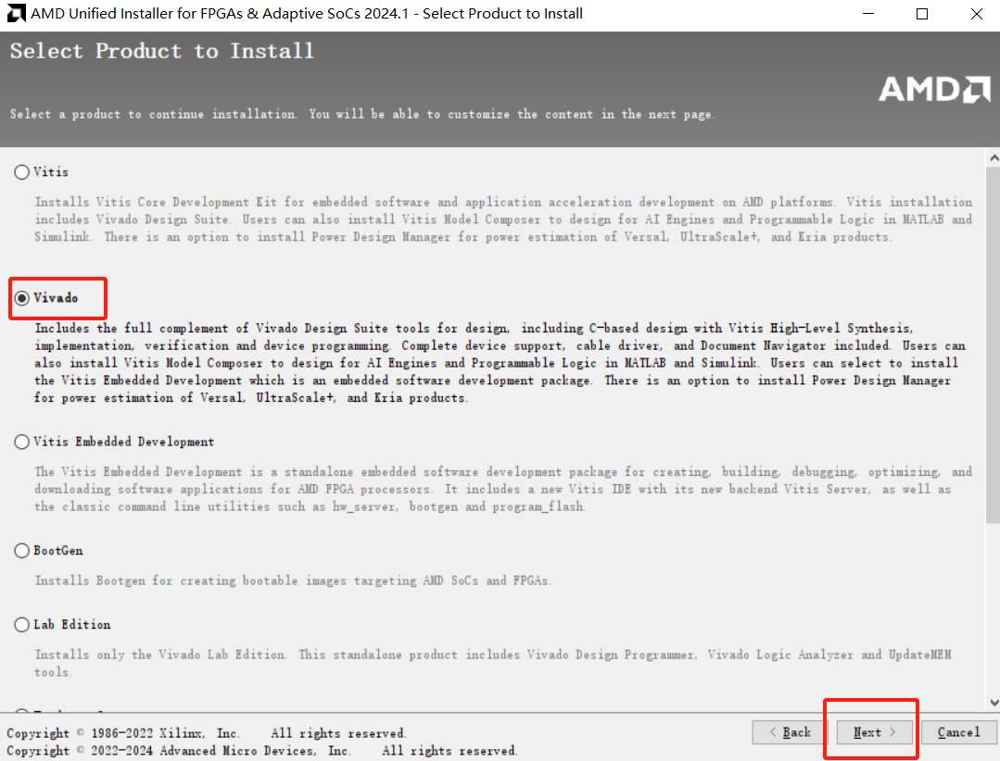 AMD Unified Installer for FPGAs & Adaptive SoCs 2024.1 - Select Product to Install
Select Product to Install
AMD
Select a product to continue installation. You will be able to customize the content in the next page.
Vitis
Installs Vitis Core Development Kit for embedded software and application acceleration development on AMD platforms. Vitis installation
includes Vivado Design Suite. Users can also install Vitis Model Composer to design for AI Engines and Programmable Logic in MATLAB and
Simulink. There is an option to install Power Design Manager for power estimation of Versal, UltraScale+, and Kria products.
Vivado
Includes the full complement of Vivado Design Suite tools for design, including C-based design with Vitis High-Level Synthesis,
implementation, verification and device programming. Complete device support, cable driver, and Document Navigator included. Users can
also install Vitis Model Composer to design for AI Engines and Programmable Logic in MATLAB and Simulink. Users can select to install
the Vitis Embedded Development which is an embedded software development package. There is an option to install Power Design Manager
for power estimation of Versal, UltraScale+, and Kria products.
Vitis Embedded Development
The Vitis Embedded Development is a standalone embedded software development package for creating, building, debugging, optimizing, and
downloading software applications for AMD FPGA processors. It includes a new Vitis IDE with its new backend Vitis Server, as well as
the classic command line utilities such as hw_server, bootgen and program_flash.
BootGen
Installs Bootgen for creating bootable images targeting AMD SoCs and FPGAs.
Lab Edition
Installs only the Vivado Lab Edition. This standalone product includes Vivado Design Programmer, Vivado Logic Analyzer and UpdateMEM
tools.
Copyright © 1986-2022 Xilinx, Inc. All rights reserved.
Copyright © 2022-2024 Advanced Micro Devices, Inc. All rights reserved.
< Back
Next >
Cancel